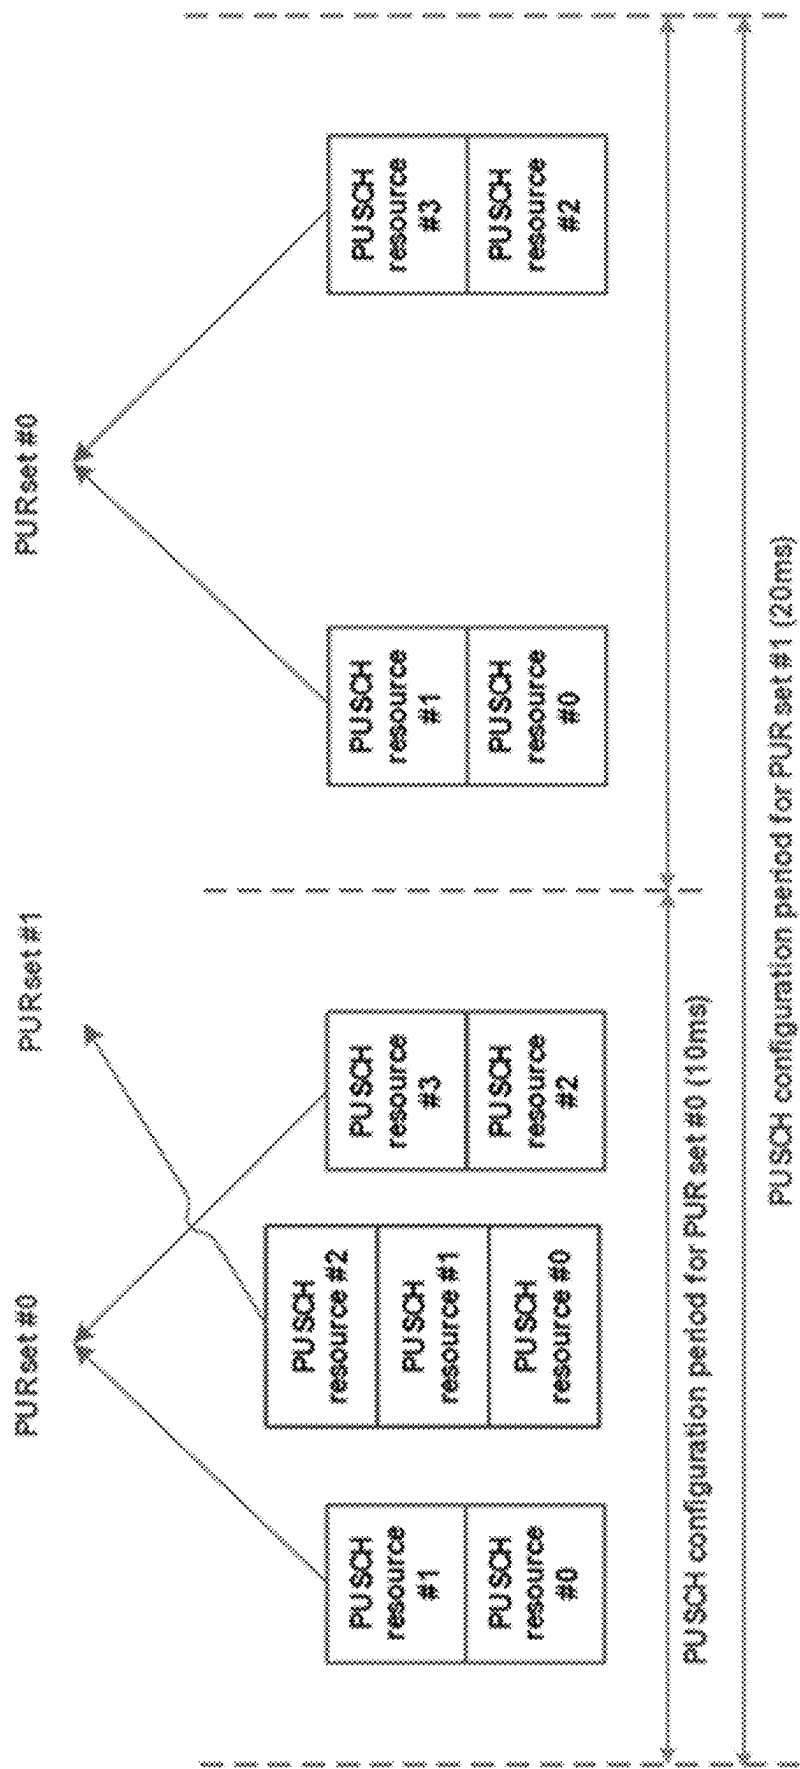 PUR set #0
PUR set #1
PUR set #0
PUSCH
resource
#1
PUSCH
resource
#0
PUSCH
resource #2
PUSCH
resource #1
PUSCH
resource #0
PUSCH
resource
#3
PUSCH
resource
#2
PUSCH
resource
#1
PUSCH
resource
#0
PUSCH
resource
#3
PUSCH
resource
#2
PUSCH configuration period for PUR set #0 (10ms)
PUSCH configuration period for PUR set #1 (20ms)